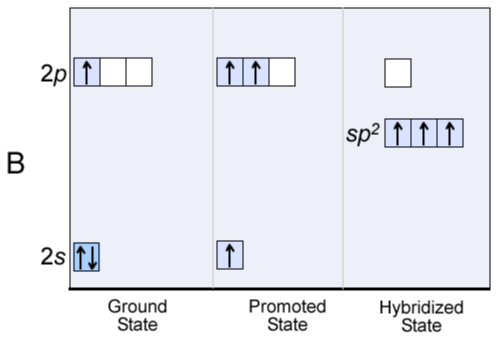 2p
sp²
B
2s
Ground
State
Promoted
State
Hybridized
State